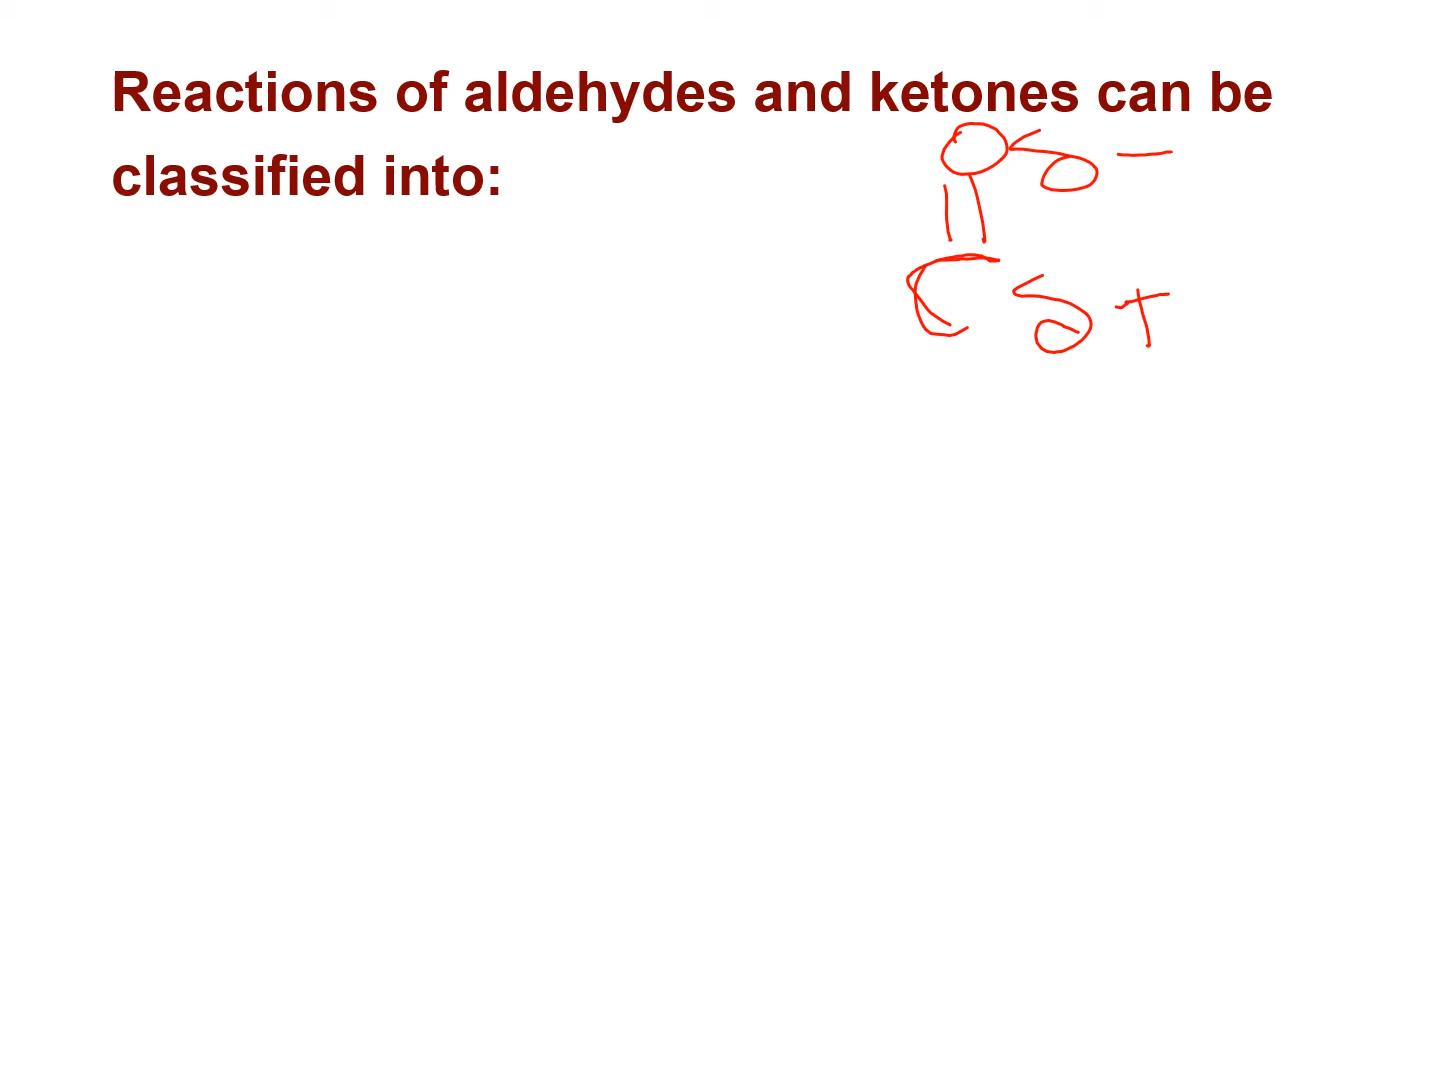 Reactions of aldehydes and ketones can be
classified into:
O δ −
||
C δ +